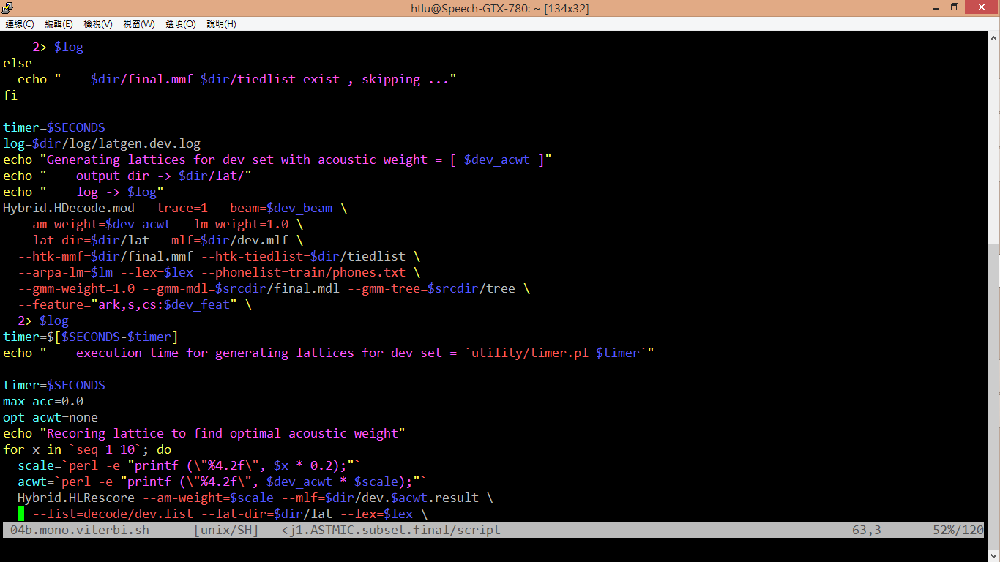 htlu@Speech-GTX-780: ~ [134x32]
連線(C) 編輯(E) 檢視(V) 視窗(W) 選項(O) 說明(H)
    2> $log
else
  echo "    $dir/final.mmf $dir/tiedlist exist , skipping ..."
fi
timer=$SECONDS
log=$dir/log/latgen.dev.log
echo "Generating lattices for dev set with acoustic weight = [ $dev_acwt ]"
echo "    output dir -> $dir/lat/"
echo "    log -> $log"
Hybrid.HDecode.mod --trace=1 --beam=$dev_beam \
  --am-weight=$dev_acwt --lm-weight=1.0 \
  --lat-dir=$dir/lat --mlf=$dir/dev.mlf \
  --htk-mmf=$dir/final.mmf --htk-tiedlist=$dir/tiedlist \
  --arpa-lm=$lm --lex=$lex --phonelist=train/phones.txt \
  --gmm-weight=1.0 --gmm-mdl=$srcdir/final.mdl --gmm-tree=$srcdir/tree \
  --feature="ark,s,cs:$dev_feat" \
  2> $log
timer=$[$SECONDS-$timer]
echo "    execution time for generating lattices for dev set = `utility/timer.pl $timer`"
timer=$SECONDS
max_acc=0.0
opt_acwt=none
echo "Recoring lattice to find optimal acoustic weight"
for x in `seq 1 10`; do
  scale=`perl -e "printf (\"%4.2f\", $x * 0.2);"`
  acwt=`perl -e "printf (\"%4.2f\", $dev_acwt * $scale);"`
  Hybrid.HLRescore --am-weight=$scale --mlf=$dir/dev.$acwt.result \
    --list=decode/dev.list --lat-dir=$dir/lat --lex=$lex \
04b.mono.viterbi.sh [unix/SH] <j1.ASTMIC.subset.final/script 63,3 52%/120